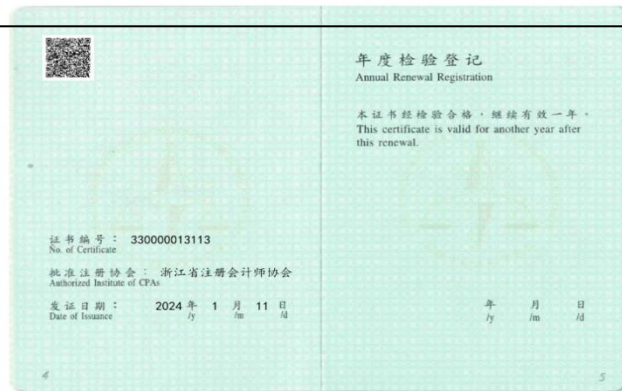 证书编号： 330000013113
No. of Certificate
批准注册协会： 浙江省注册会计师协会
Authorized Institute of CPAs
发证日期： 2024 年 1 月 11 日
Date of Issuance /y /m /d
4
年度检验登记
Annual Renewal Registration
本证书经检验合格，继续有效一年。
This certificate is valid for another year after
this renewal.
年 月 日
/y /m /d
5